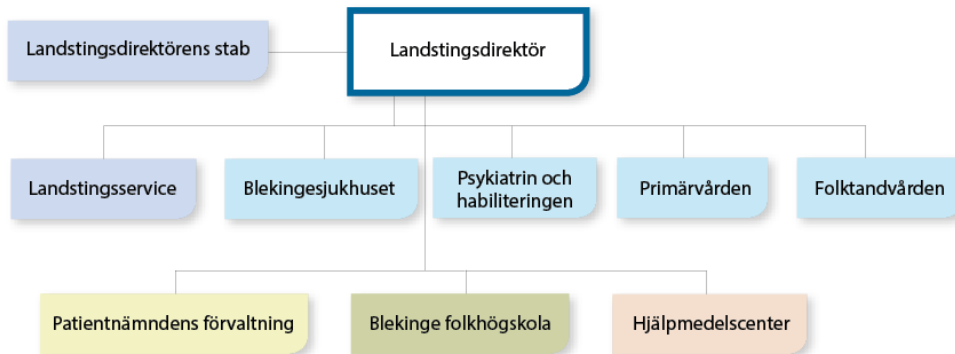 Landstingsdirektörens stab
Landstingsdirektör
Landstingsservice
Blekingesjukhuset
Psykiatrin och
habiliteringen
Primärvården
Folktandvården
Patientnämndens förvaltning
Blekinge folkhögskola
Hjälpmedelscenter